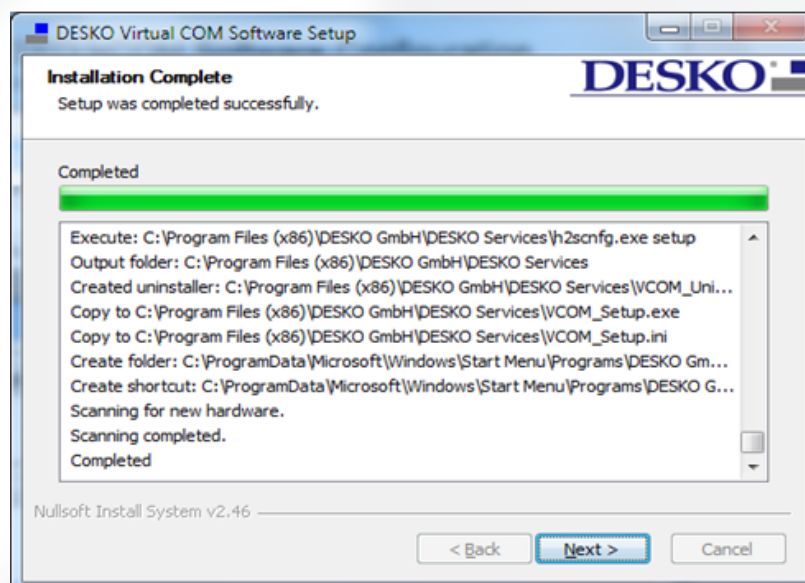 DESKO Virtual COM Software Setup
Installation Complete
Setup was completed successfully.
DESKO
Completed
Execute: C:\Program Files (x86)\DESKO GmbH\DESKO Services\h2scnfg.exe setup
Output folder: C:\Program Files (x86)\DESKO GmbH\DESKO Services
Created uninstaller: C:\Program Files (x86)\DESKO GmbH\DESKO Services\VCOM_Uni...
Copy to C:\Program Files (x86)\DESKO GmbH\DESKO Services\VCOM_Setup.exe
Copy to C:\Program Files (x86)\DESKO GmbH\DESKO Services\VCOM_Setup.ini
Create folder: C:\ProgramData\Microsoft\Windows\Start Menu\Programs\DESKO Gm...
Create shortcut: C:\ProgramData\Microsoft\Windows\Start Menu\Programs\DESKO G...
Scanning for new hardware.
Scanning completed.
Completed
Nullsoft Install System v2.46
< Back Next > Cancel